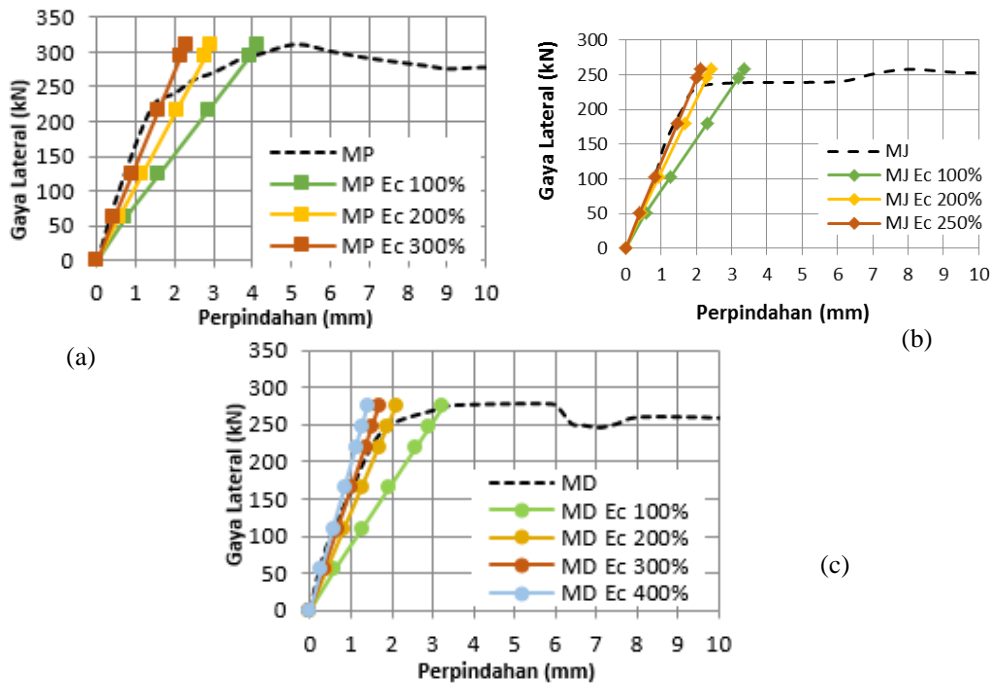 Gaya Lateral (kN)
350
300
250
200
150
100
50
0
MP
MP Ec 100%
MP Ec 200%
MP Ec 300%
0 1 2 3 4 5 6 7 8 9 10
Perpindahan (mm)
(a)
Gaya Lateral (kN)
300
250
200
150
100
50
0
MJ
MJ Ec 100%
MJ Ec 200%
MJ Ec 250%
0 1 2 3 4 5 6 7 8 9 10
Perpindahan (mm)
(b)
Gaya Lateral (kN)
350
300
250
200
150
100
50
0
MD
MD Ec 100%
MD Ec 200%
MD Ec 300%
MD Ec 400%
0 1 2 3 4 5 6 7 8 9 10
Perpindahan (mm)
(c)